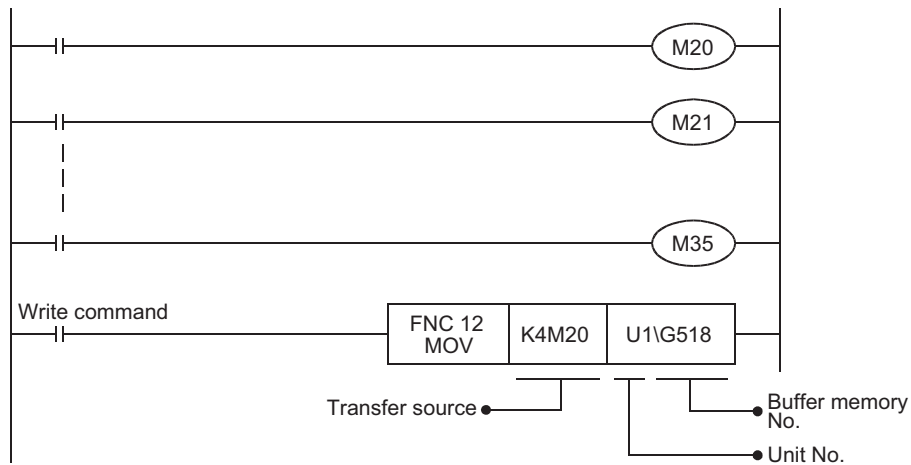 M20
M21
M35
Write command
FNC 12
MOV
K4M20
U1\G518
Transfer source
Buffer memory
No.
Unit No.